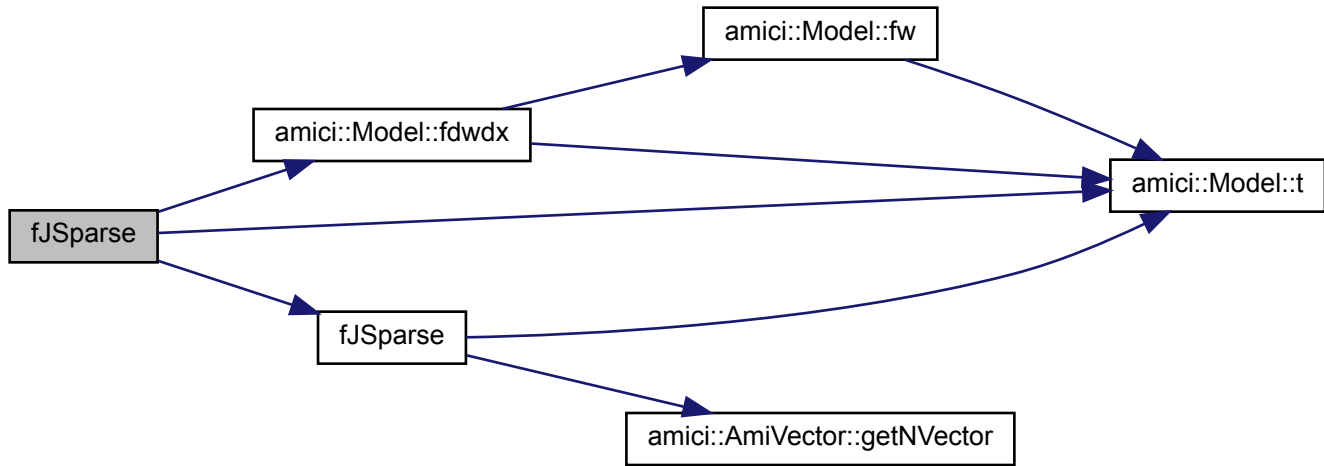 amici::Model::fw
amici::Model::fdwdx
amici::Model::t
fJSparse
fJSparse
amici::AmiVector::getNVector